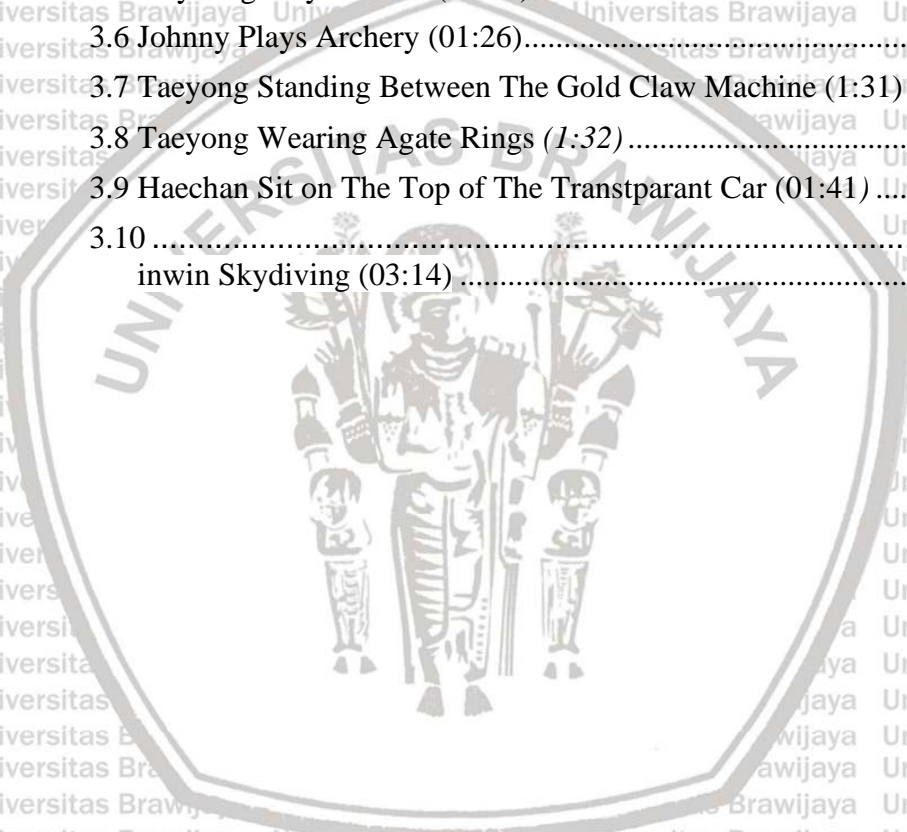 3.6 Johnny Plays Archery (01:26)............................................
3.7 Taeyong Standing Between The Gold Claw Machine (1:31)
3.8 Taeyong Wearing Agate Rings (1:32)...................................
3.9 Haechan Sit on The Top of The Transtparant Car (01:41) ....
3.10 ............................................................................................
inwin Skydiving (03:14) ........................................................
UNIVERSITAS BRAWIJAYA